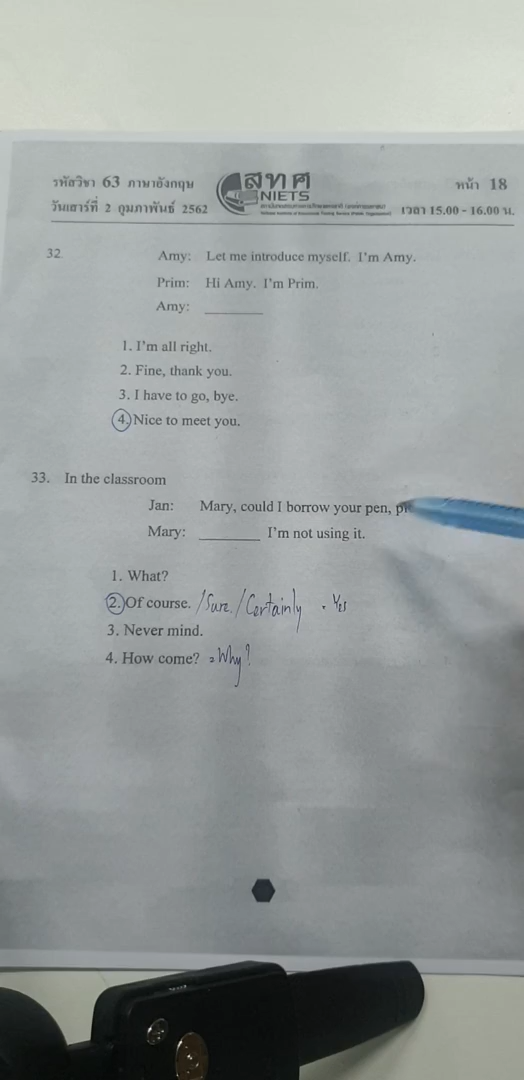 รหัสวิชา 63 ภาษาอังกฤษ
วันเสาร์ที่ 2 กุมภาพันธ์ 2562
สทศ
NIETS
หน้า 18
เวลา 15.00 - 16.00 น.
32
Amy: Let me introduce myself. I'm Amy.
Prim: Hi Amy. I'm Prim.
Amy: ________
1. I'm all right.
2. Fine, thank you.
3. I have to go, bye.
4. Nice to meet you.
33. In the classroom
Jan: Mary, could I borrow your pen,
Mary: ________ I'm not using it.
1. What?
2. Of course. / Sure. / Certainly = Yes
3. Never mind.
4. How come? = Why?